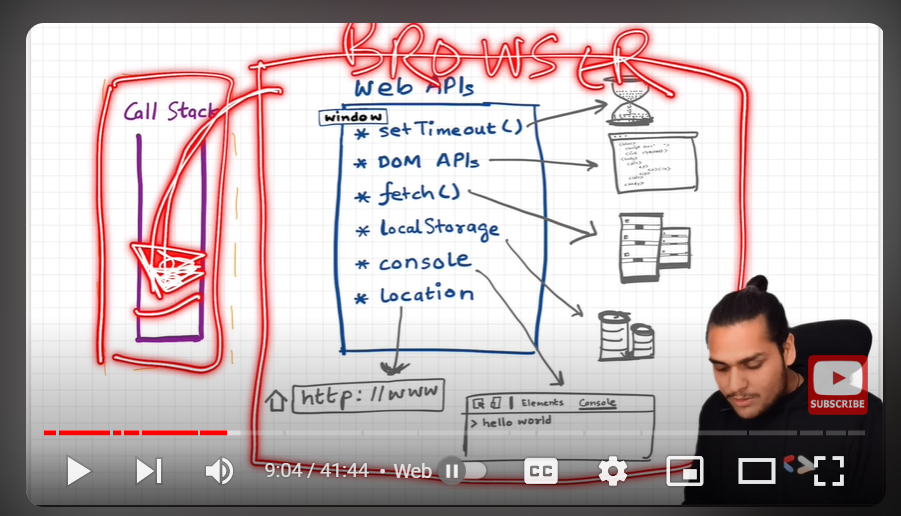 BROWSER
Web APIs
Call Stack
window
* setTimeout()
* DOM APIs
* fetch()
* localStorage
* console
* location
http://www
Elements Console
> hello world
SUBSCRIBE
9:04 / 41:44 • Web
CC